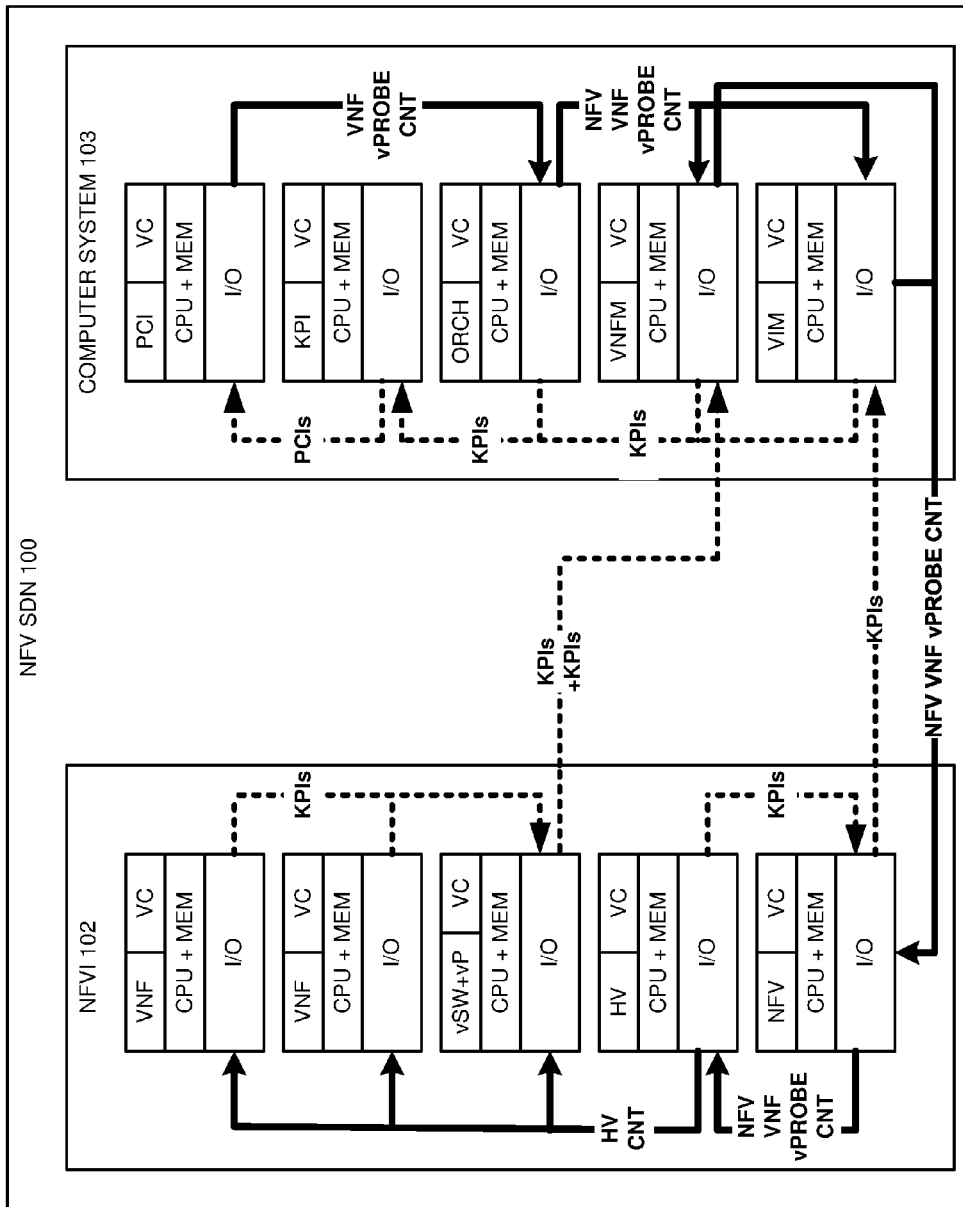 NFV SDN 100
NFVI 102
VNF
VC
CPU + MEM
I/O
VNF
VC
CPU + MEM
I/O
vSW+vP
VC
CPU + MEM
I/O
HV
VC
CPU + MEM
I/O
NFV
VC
CPU + MEM
I/O
HV
CNT
NFV
VNF
vPROBE
CNT
KPIs
KPIs
KPIs
+KPIs
KPIs
NFV VNF vPROBE CNT
COMPUTER SYSTEM 103
PCI
VC
CPU + MEM
I/O
KPI
VC
CPU + MEM
I/O
ORCH
VC
CPU + MEM
I/O
VNFM
VC
CPU + MEM
I/O
VIM
VC
CPU + MEM
I/O
PCIs
KPIs
KPIs
VNF
vPROBE
CNT
NFV
VNF
vPROBE
CNT